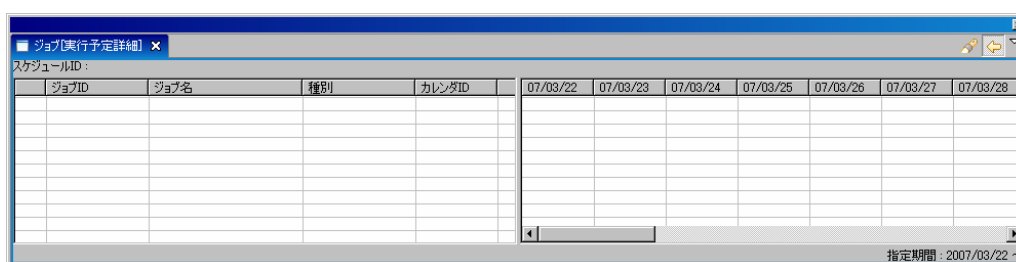 ジョブ[実行予定詳細]
スケジュールID :
ジョブID ジョブ名 種別 カレンダID 07/03/22 07/03/23 07/03/24 07/03/25 07/03/26 07/03/27 07/03/28
指定期間 : 2007/03/22 ~